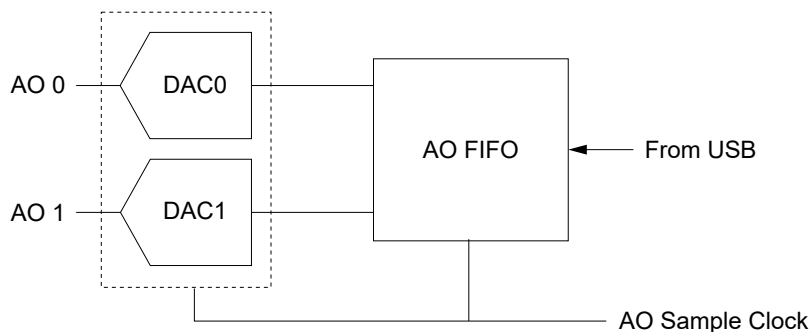 AO 0
DAC0
AO FIFO
From USB
AO 1
DAC1
AO Sample Clock